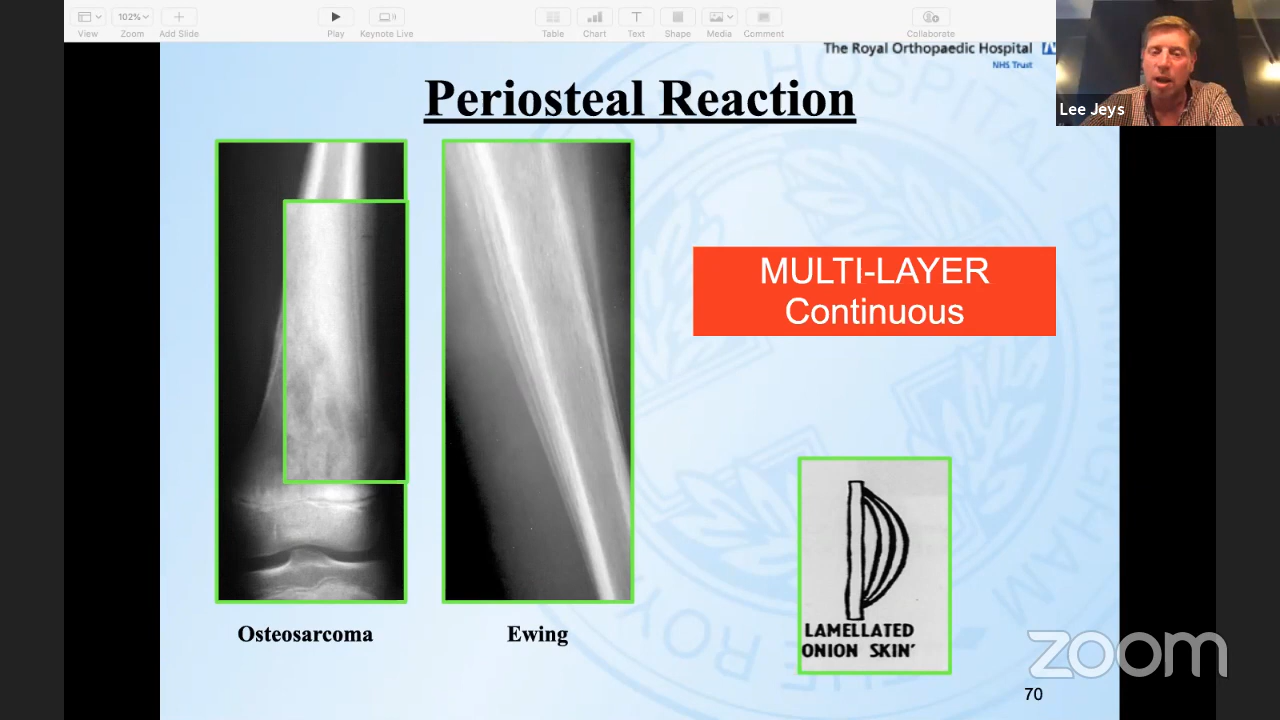 102%
View
Zoom
Add Slide
Play
Keynote Live
Table
Chart
Text
Shape
Media
Comment
Collaborate
The Royal Orthopaedic Hospital
NHS Trust
Lee Jeys
Periosteal Reaction
MULTI-LAYER
Continuous
Osteosarcoma
Ewing
LAMELLATED
ONION SKIN'
zoom
70